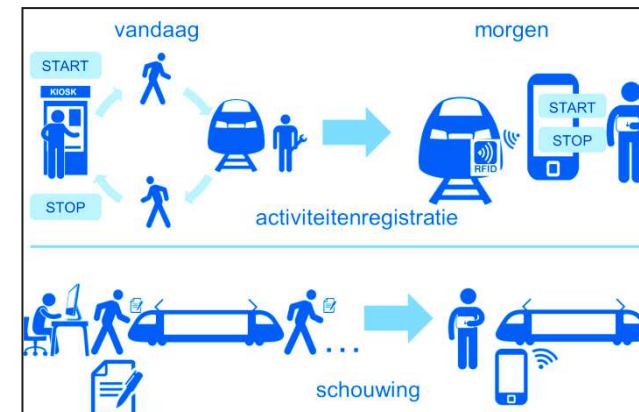 vandaag
morgen
START
KIOSK
STOP
START
STOP
RFID
activiteitenregistratie
schouwing